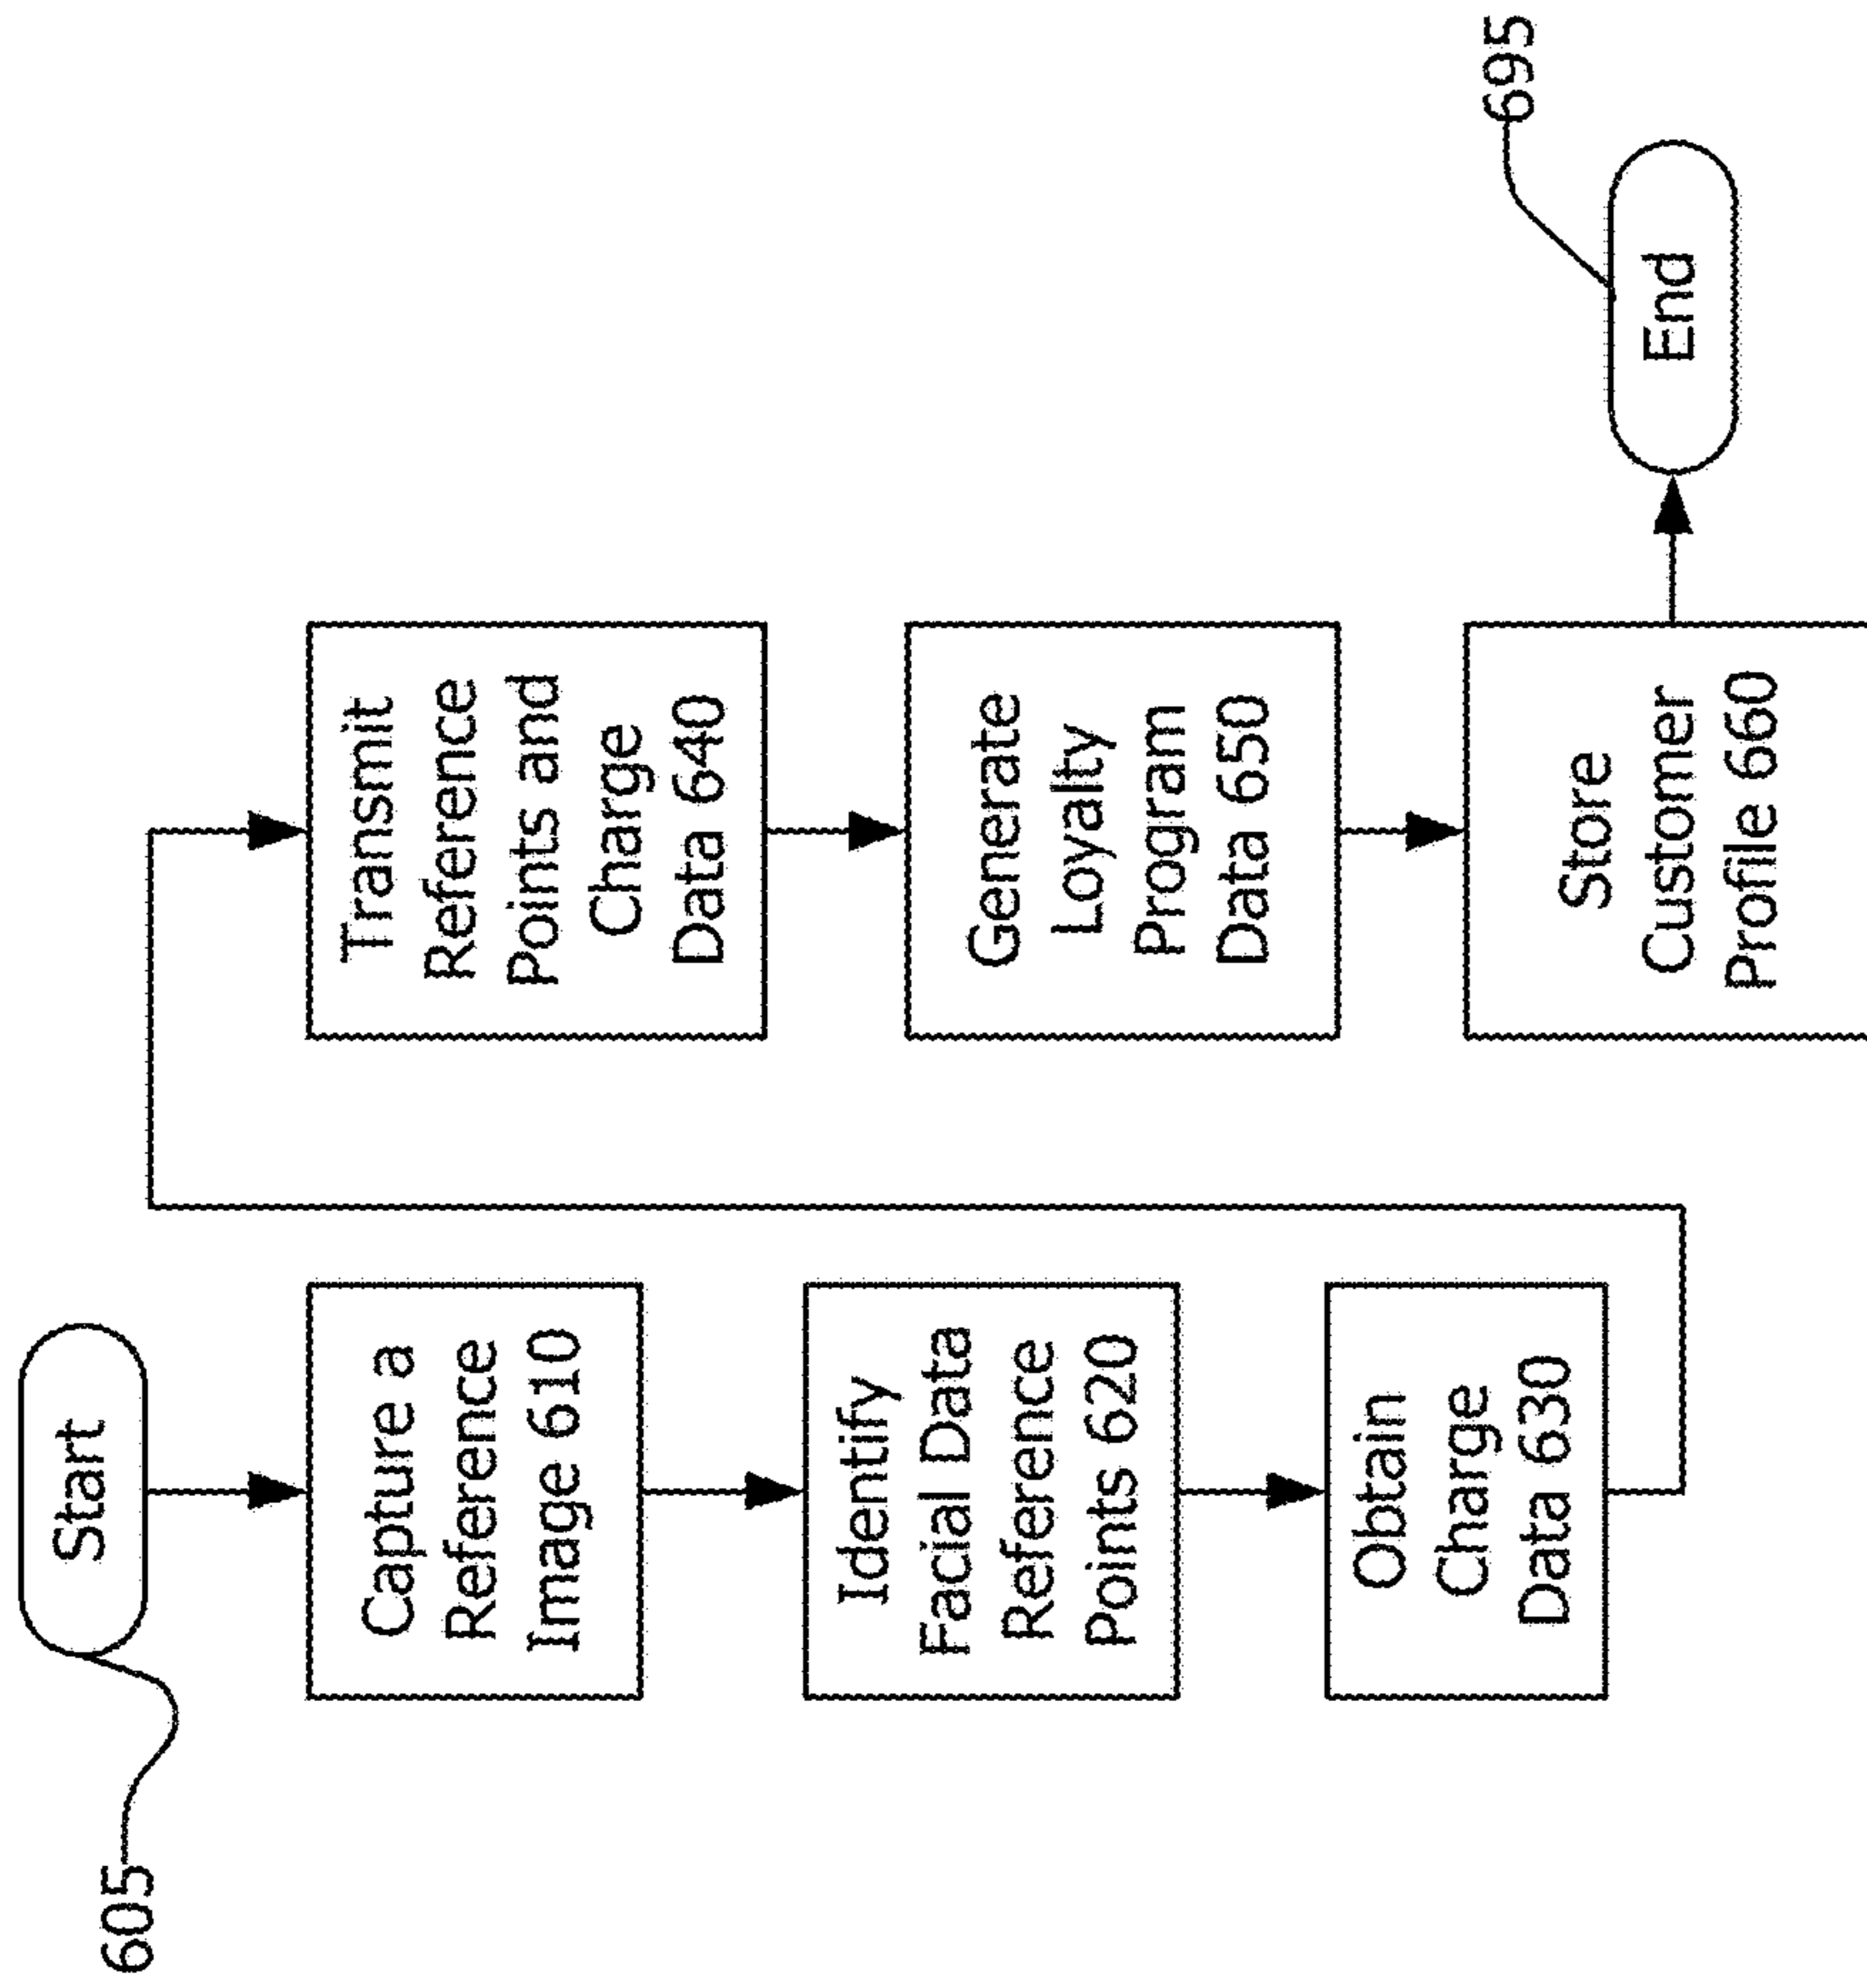 605
Start
Capture a
Reference
Image 610
Identify
Facial Data
Reference
Points 620
Obtain
Charge
Data 630
Transmit
Reference
Points and
Charge
Data 640
Generate
Loyalty
Program
Data 650
Store
Customer
Profile 660
End
695